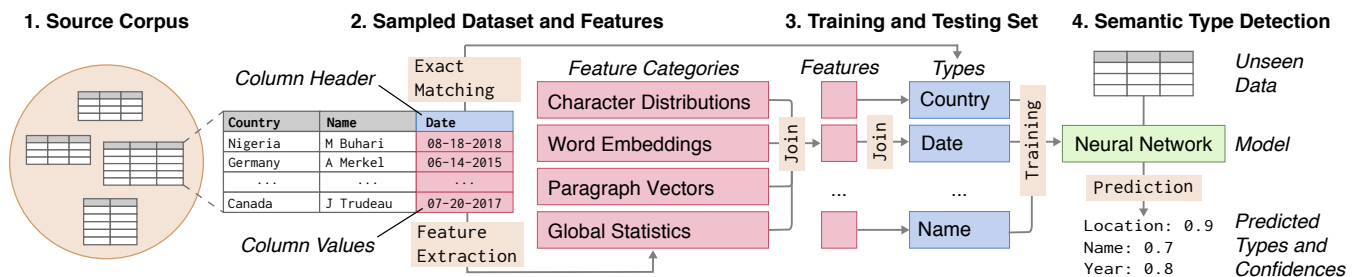 1. Source Corpus
2. Sampled Dataset and Features
3. Training and Testing Set
4. Semantic Type Detection
Column Header
Exact
Matching
Country Name Date
Nigeria M Buhari 08-18-2018
Germany A Merkel 06-14-2015
... ... ...
Canada J Trudeau 07-20-2017
Column Values
Feature
Extraction
Feature Categories
Character Distributions
Word Embeddings
Paragraph Vectors
Global Statistics
Join
Features
...
Join
Types
Country
Date
...
Name
Training
Unseen
Data
Neural Network
Model
Prediction
Location: 0.9
Name: 0.7
Year: 0.8
Predicted
Types and
Confidences